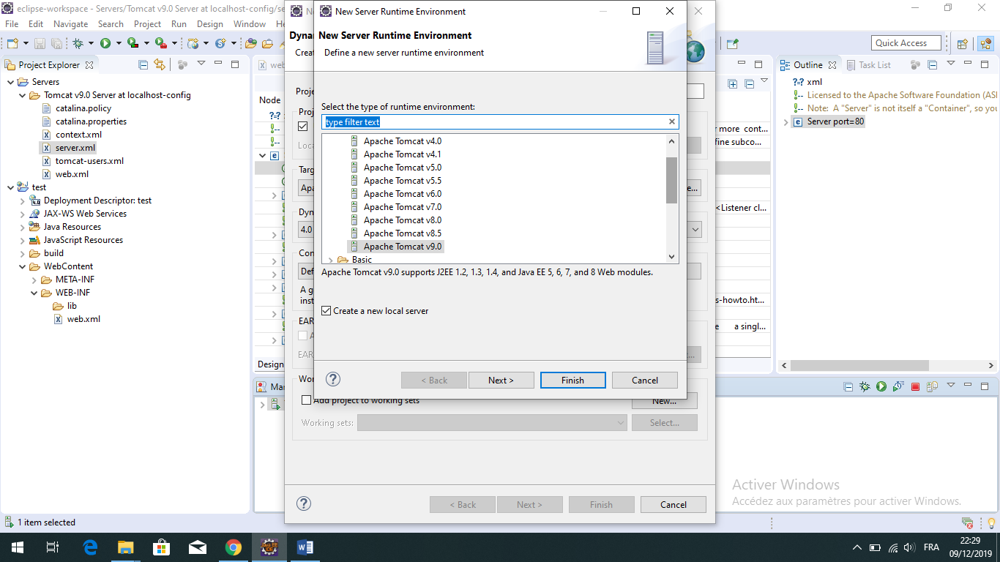 eclipse-workspace - Servers/Tomcat v9.0 Server at localhost-config/se
File Edit Navigate Search Project Run Design Window He
Quick Access
Project Explorer
Servers
Tomcat v9.0 Server at localhost-config
catalina.policy
catalina.properties
context.xml
server.xml
tomcat-users.xml
web.xml
test
Deployment Descriptor: test
JAX-WS Web Services
Java Resources
JavaScript Resources
build
WebContent
META-INF
WEB-INF
lib
web.xml
web
Node
?-?
Design
Mar
Ne
Dynar
Creat
Proje
Proj
Loca
Targ
Apa
e...
Dyn
4.0
Con
Def
A g
inst
EAR
A
EAR
Wor
Add project to working sets
New...
Working sets:
Select...
< Back Next > Finish Cancel
New Server Runtime Environment
New Server Runtime Environment
Define a new server runtime environment
Select the type of runtime environment:
type filter text
Apache Tomcat v4.0
Apache Tomcat v4.1
Apache Tomcat v5.0
Apache Tomcat v5.5
Apache Tomcat v6.0
Apache Tomcat v7.0
Apache Tomcat v8.0
Apache Tomcat v8.5
Apache Tomcat v9.0
Basic
Apache Tomcat v9.0 supports J2EE 1.2, 1.3, 1.4, and Java EE 5, 6, 7, and 8 Web modules.
Create a new local server
< Back Next > Finish Cancel
r more cont...
fine subco...
<Listener cl...
s-howto.ht...
e a singl...
Outline Task List
?-? xml
Licensed to the Apache Software Foundation (ASI
Note: A "Server" is not itself a "Container", so you
Server port=80
Activer Windows
Accédez aux paramètres pour activer Windows.
1 item selected
FRA
22:29
09/12/2019